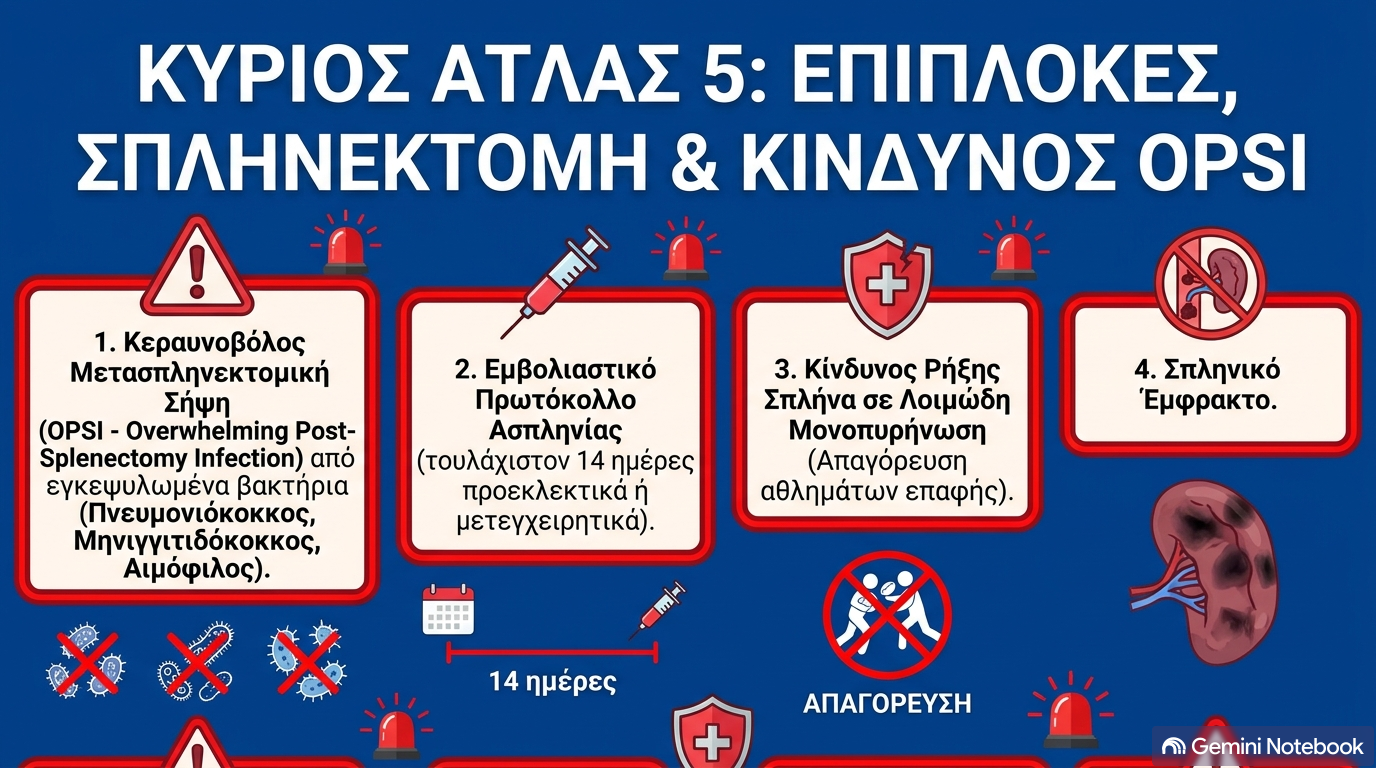 ΚΥΡΙΟΣ ΑΤΛΑΣ 5: ΕΠΙΠΛΟΚΕΣ,
ΣΠΛΗΝΕΚΤΟΜΗ & ΚΙΝΔΥΝΟΣ OPSI
1. Κεραυνοβόλος
Μετασπληνεκτομική
Σήψη
(OPSI - Overwhelming Post-
Splenectomy Infection) από
εγκεψυλωμένα βακτήρια
(Πνευμονιόκοκκος,
Μηνιγγιτιδόκοκκος,
Αιμόφιλος).
2. Εμβολιαστικό
Πρωτόκολλο
Ασπληνίας
(τουλάχιστον 14 ημέρες
προεκλεκτικά ή
μετεγχειρητικά).
14 ημέρες
3. Κίνδυνος Ρήξης
Σπλήνα σε Λοιμώδη
Μονοπυρήνωση
(Απαγόρευση
αθλημάτων επαφής).
ΑΠΑΓΟΡΕΥΣΗ
4. Σπληνικό
Έμφρακτο.
Gemini Notebook